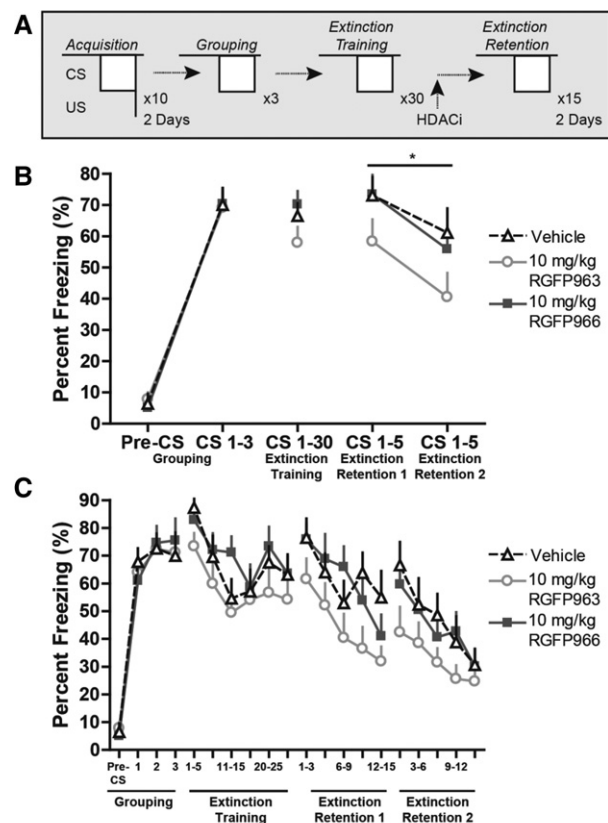 A
Acquisition
Grouping
Extinction
Training
Extinction
Retention
CS
US
x10
2 Days
x3
x30
HDACi
x15
2 Days
B
Percent Freezing (%)
80
70
60
50
40
30
20
10
0
*
Vehicle
10 mg/kg
RGFP963
10 mg/kg
RGFP966
Pre-CS CS 1-3 CS 1-30 CS 1-5 CS 1-5
Grouping Extinction Training Extinction Retention 1 Extinction Retention 2
C
Percent Freezing (%)
90
80
70
60
50
40
30
20
10
0
Vehicle
10 mg/kg
RGFP963
10 mg/kg
RGFP966
Pre-CS 1 2 3 1-5 11-15 20-25 1-3 6-9 12-15 3-6 9-12
Grouping Extinction Training Extinction Retention 1 Extinction Retention 2